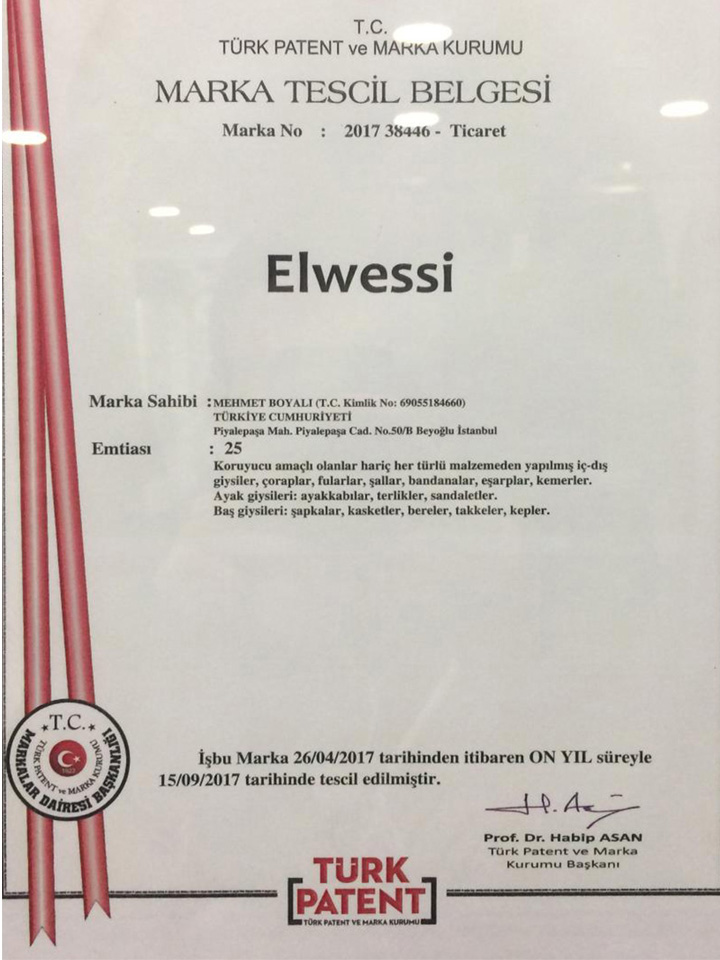 T.C.
TÜRK PATENT ve MARKA KURUMU
MARKA TESCİL BELGESİ
Marka No : 2017 38446 - Ticaret
Elwessi
Marka Sahibi : MEHMET BOYALI (T.C. Kimlik No: 69055184660)
TÜRKİYE CUMHURİYETİ
Piyalepaşa Mah. Piyalepaşa Cad. No.50/B Beyoğlu İstanbul
Emtiası : 25
Koruyucu amaçlı olanlar hariç her türlü malzemeden yapılmış iç-dış
giysiler, çoraplar, fularlar, şallar, bandanalar, eşarplar, kemerler.
Ayak giysileri: ayakkabılar, terlikler, sandaletler.
Baş giysileri: şapkalar, kasketler, bereler, takkeler, kepler.
T.C.
TÜRK PATENT ve MARKA KURUMU
MARKALAR DAİRESİ BAŞKANLIĞI
İşbu Marka 26/04/2017 tarihinden itibaren ON YIL süreyle
15/09/2017 tarihinde tescil edilmiştir.
Prof. Dr. Habip ASAN
Türk Patent ve Marka
Kurumu Başkanı
TÜRK
PATENT
TÜRK PATENT VE MARKA KURUMU